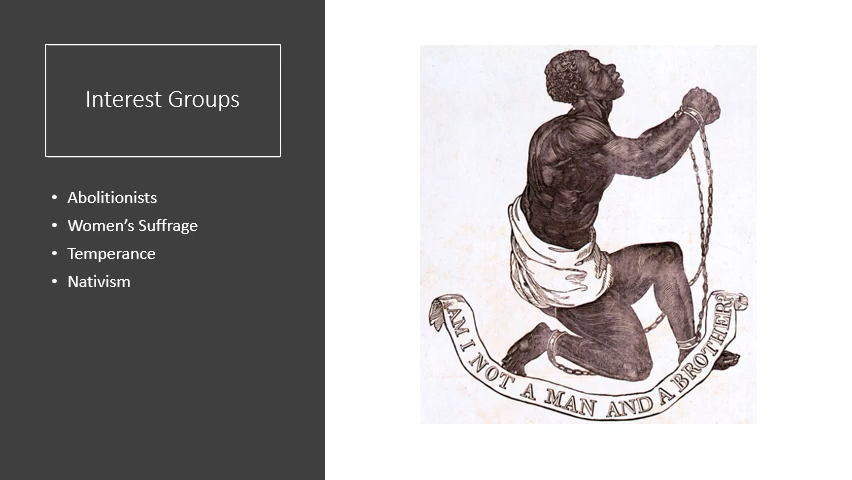 Interest Groups
• Abolitionists
• Women's Suffrage
• Temperance
• Nativism
AM I NOT A MAN AND A BROTHER?